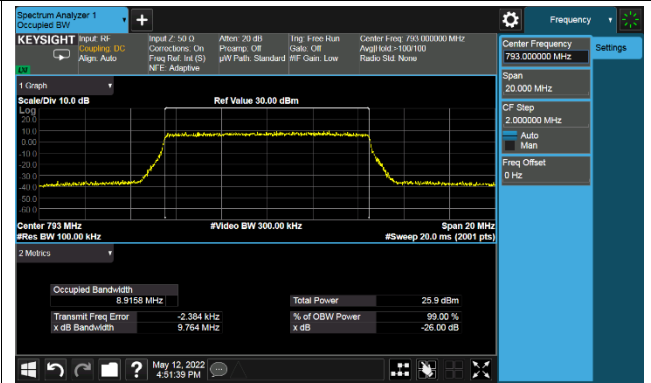 Spectrum Analyzer 1
Occupied BW
Frequency
KEYSIGHT
Input: RF
Coupling: DC
Align: Auto
Input Z: 50 Ω
Corrections: On
Freq Ref: Int (S)
NFE: Adaptive
Atten: 20 dB
Preamp: Off
µW Path: Standard
Trig: Free Run
Gate: Off
#IF Gain: Low
Center Freq: 793.000000 MHz
Avg|Hold:>100/100
Radio Std: None
LXI
Center Frequency
793.000000 MHz
Settings
Span
20.000 MHz
CF Step
2.000000 MHz
Auto
Man
Freq Offset
0 Hz
1 Graph
Scale/Div 10.0 dB
Ref Value 30.00 dBm
Log
20.0
10.0
0.00
-10.0
-20.0
-30.0
-40.0
-50.0
-60.0
Center 793 MHz
#Video BW 300.00 kHz
Span 20 MHz
#Res BW 100.00 kHz
#Sweep 20.0 ms (2001 pts)
2 Metrics
Occupied Bandwidth
8.9158 MHz
Total Power
25.9 dBm
Transmit Freq Error
-2.384 kHz
% of OBW Power
99.00 %
x dB Bandwidth
9.764 MHz
x dB
-26.00 dB
May 12, 2022
4:51:39 PM